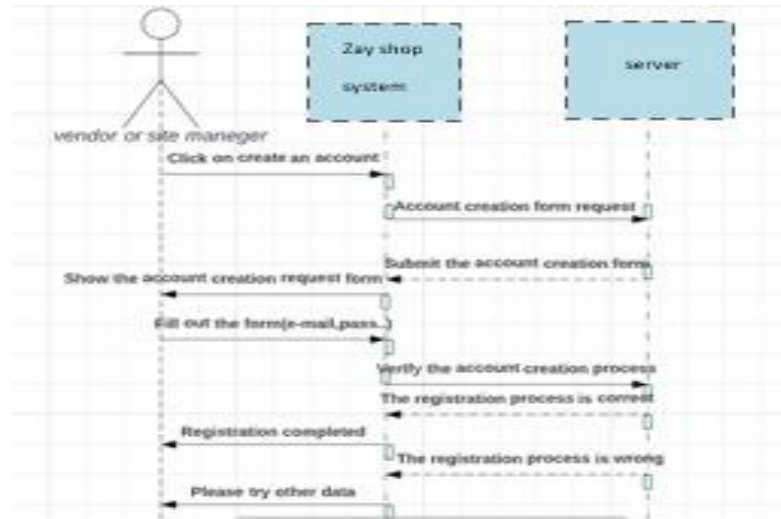 Zay shop
system
server
vendor or site maneger
Click on create an account
Account creation form request
Submit the account creation form
Show the account creation request form
Fill out the form(e-mail,pass..)
Verify the account creation process
The registration process is correct
Registration completed
The registration process is wrong
Please try other data